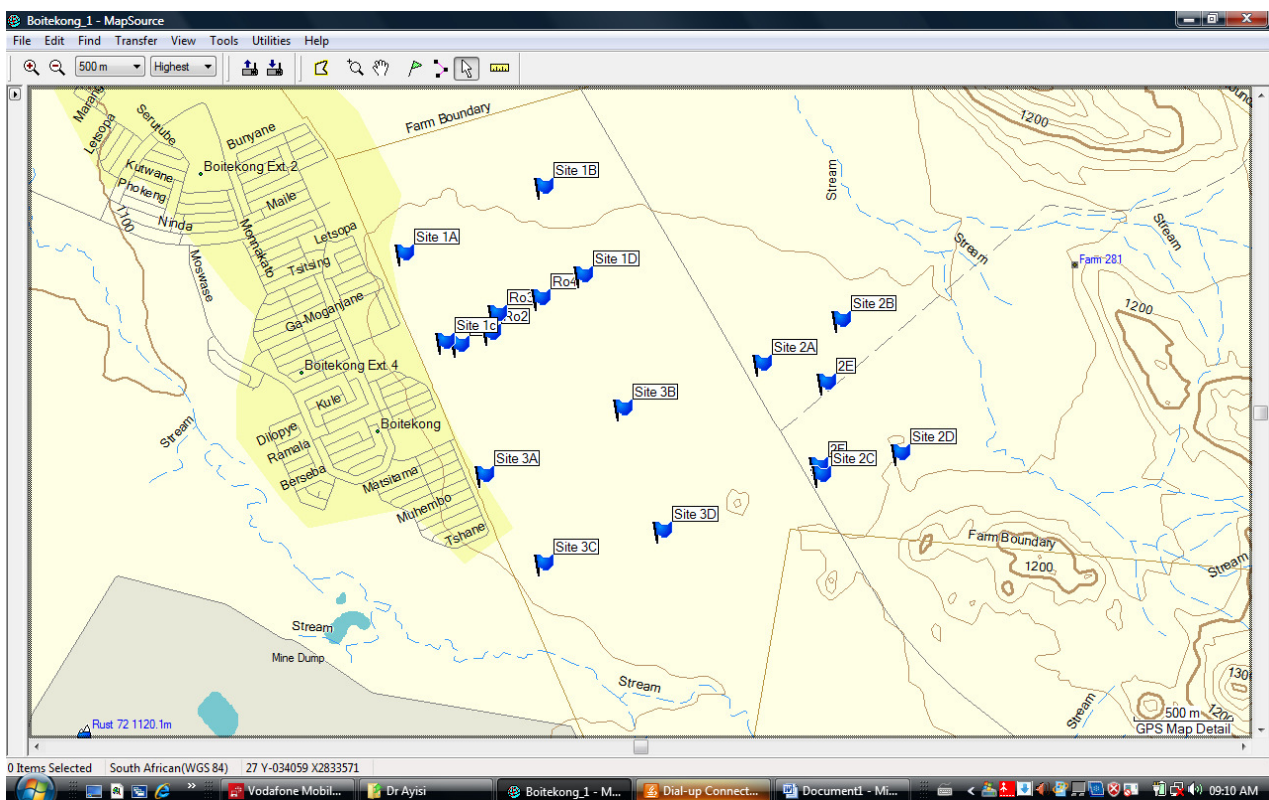 Boitekong_1 - MapSource
File Edit Find Transfer View Tools Utilities Help
500 m Highest
Marang
Letsopa
Serutube
Bunyane
Farm Boundary
1200
Kutwane
Boitekong Ext. 2
Phokeng
Maile
Ninda
1100
Monnakato
Letsopa
Moswase
Tsitsing
Ga-Moganjane
Site 1B
Site 1A
Site 1D
Ro4
Ro3
Ro2
Site 1c
Stream
Stream
Stream
Farm 281
1200
Site 2B
Site 2A
2E
Site 3B
Boitekong Ext. 4
Kule
Boitekong
Dilopye
Ramala
Berseba
Stream
Matsitama
Muhembo
Tshane
Site 3A
Site 2D
Site 2C
Site 3D
Site 3C
Farm Boundary
1200
Stream
Stream
Mine Dump
Stream
Stream
130
1200
Rust 72 1120.1m
500 m
GPS Map Detail
0 Items Selected South African(WGS 84) 27 Y-034059 X2833571
Vodafone Mobil... Dr Ayisi Boitekong_1 - M... Dial-up Connect... Document1 - Mi... 09:10 AM